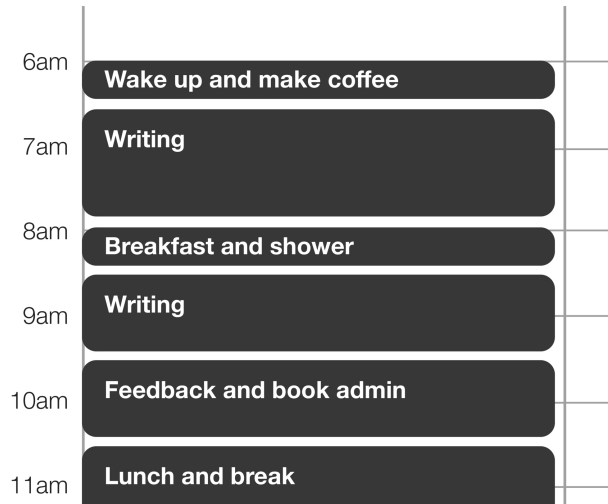 6am
Wake up and make coffee
Writing
7am
8am
Breakfast and shower
Writing
9am
Feedback and book admin
10am
Lunch and break
11am